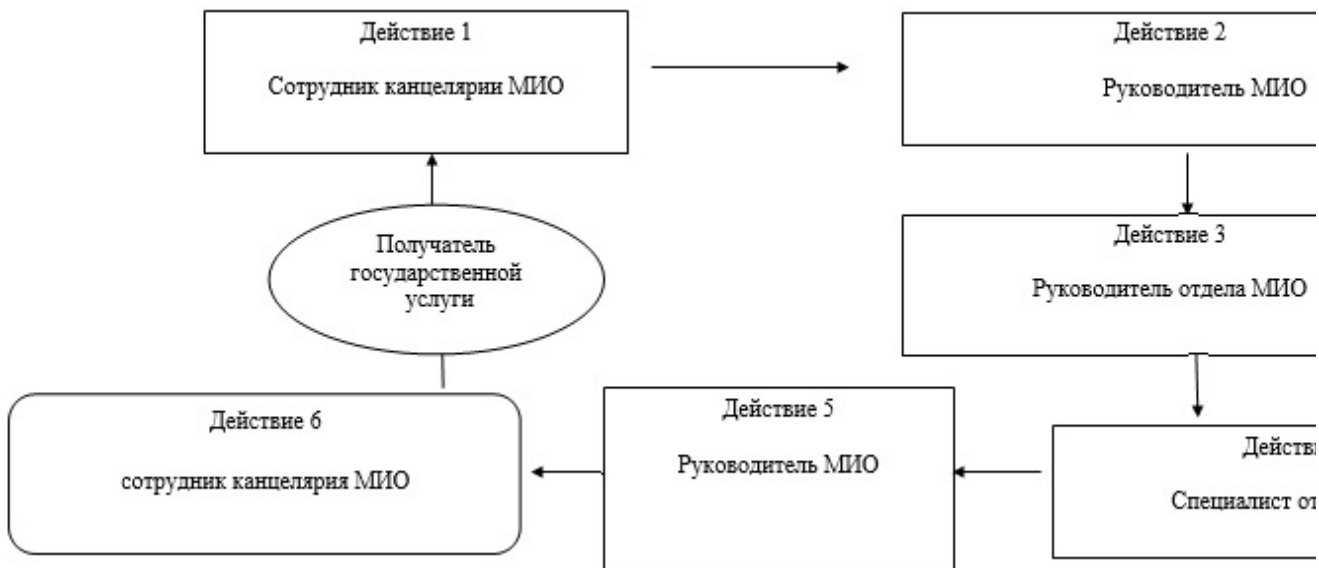 Действие 1
Сотрудник канцелярии МИО
Действие 2
Руководитель МИО
Получатель
государственной
услуги
Действие 3
Руководитель отдела МИО
Действие 6
сотрудник канцелярия МИО
Действие 5
Руководитель МИО
Специалист